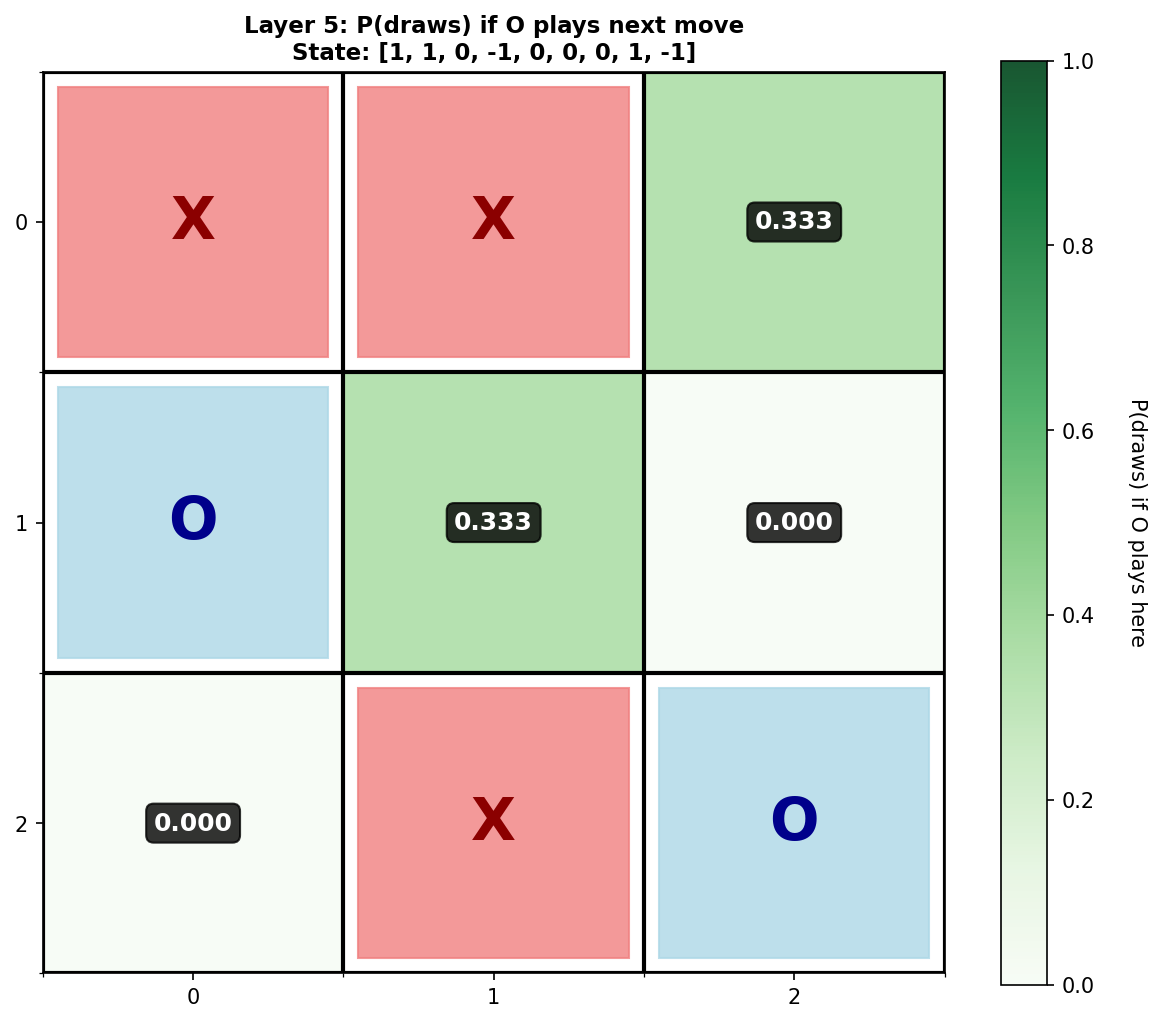 Layer 5: P(draws) if O plays next move
State: [1, 1, 0, -1, 0, 0, 0, 1, -1]
0
X
X
0.333
1
O
0.333
0.000
2
0.000
X
O
0
1
2
1.0
0.8
0.6
0.4
0.2
0.0
P(draws) if O plays here